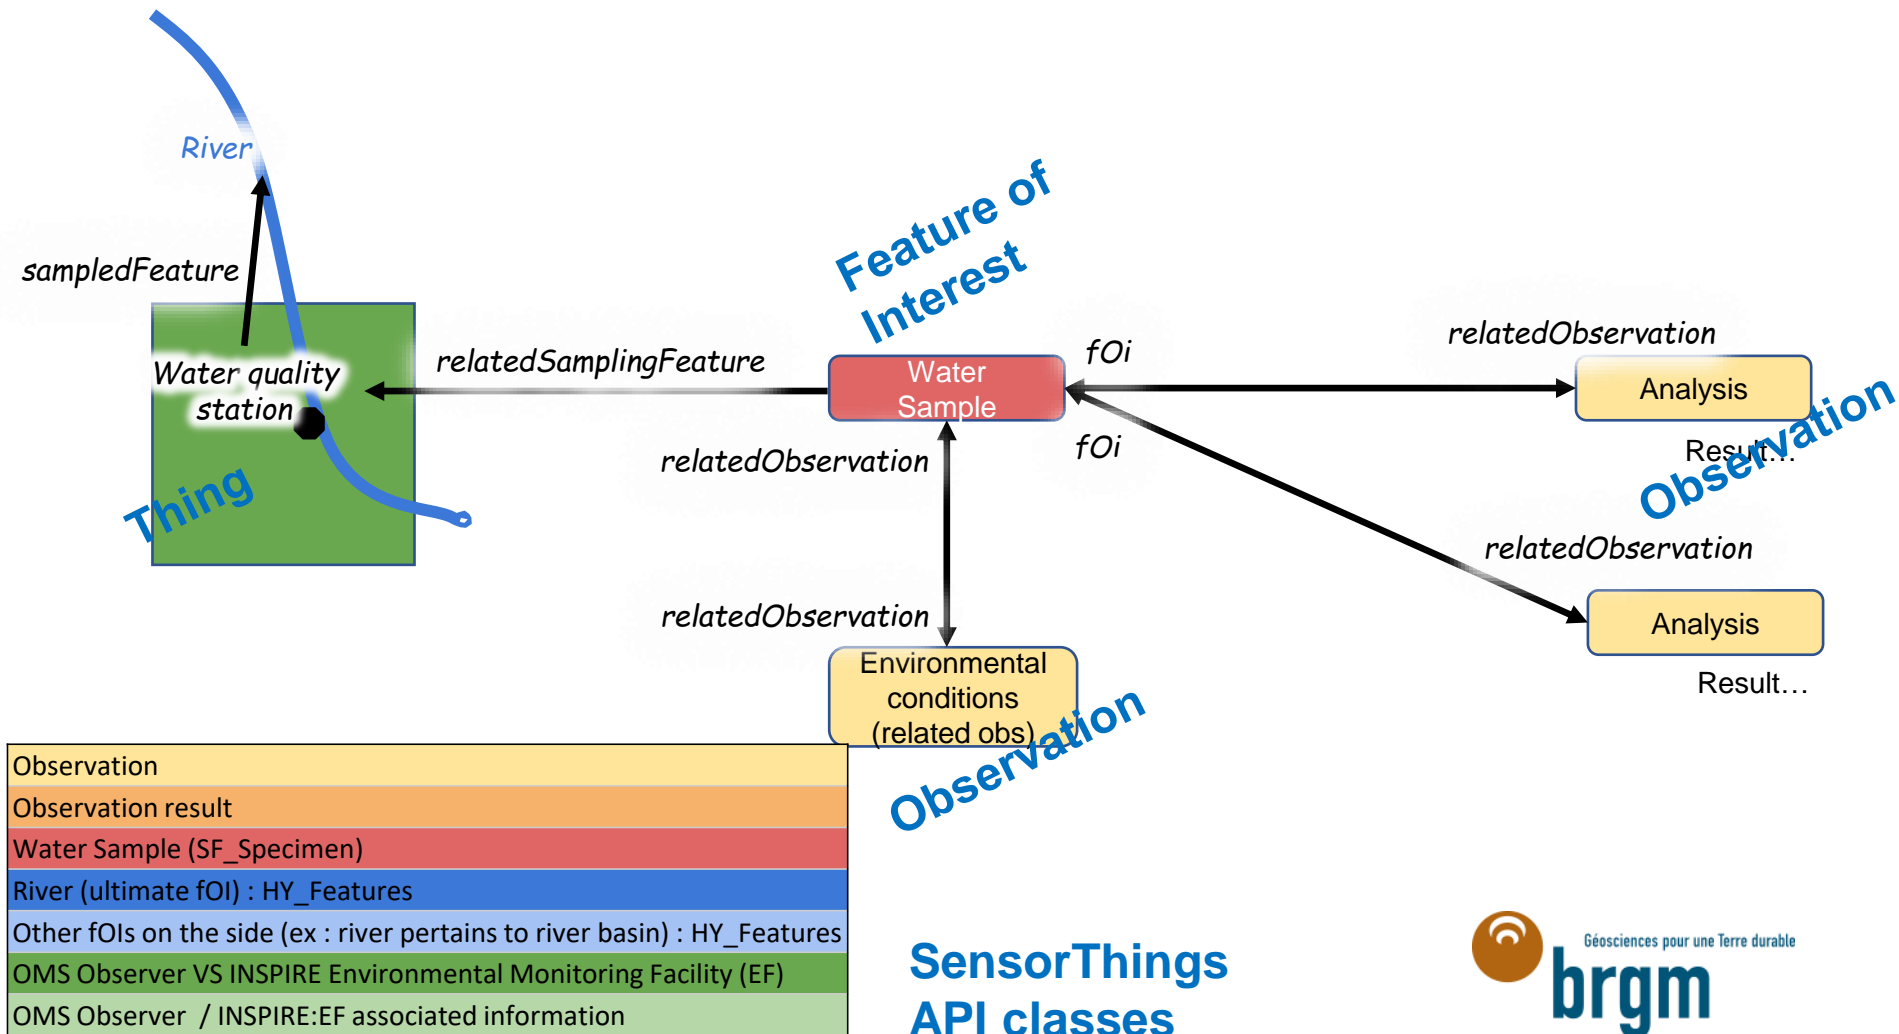 River
sampledFeature
Water quality
station
Thing
relatedSamplingFeature
Feature of
Interest
Water
Sample
fOi
fOi
relatedObservation
Analysis
Result…
Observation
relatedObservation
Analysis
Result…
relatedObservation
relatedObservation
Environmental
conditions
(related obs)
Observation
Observation
Observation result
Water Sample (SF_Specimen)
River (ultimate fOI) : HY_Features
Other fOIs on the side (ex : river pertains to river basin) : HY_Features
OMS Observer VS INSPIRE Environmental Monitoring Facility (EF)
OMS Observer  / INSPIRE:EF associated information
SensorThings
API classes
Géosciences pour une Terre durable
brgm